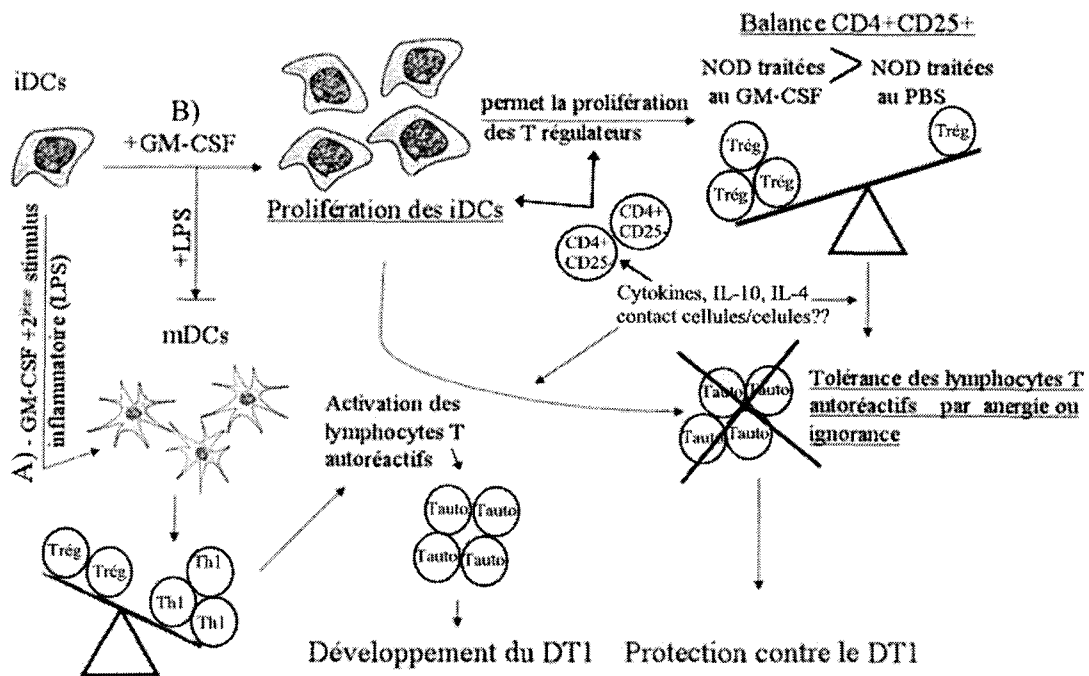 Balance CD4+CD25+
NOD traitées > NOD traitées
au GM-CSF au PBS
iDCs
B)
+GM-CSF
permet la prolifération
des T régulateurs
Trég
Trég
Trég
Trég
Prolifération des iDCs
+LPS
CD4+
CD25-
CD4+
CD25-
A) - GM-CSF +2ième stimulus
inflammatoire (LPS)
Cytokines, IL-10, IL-4
contact cellules/celules??
mDCs
Activation des
lymphocytes T
autoréactifs
Tauto
Tauto
Tauto
Tauto
Tolérance des lymphocytes T
autoréactifs par anergie ou
ignorance
Tauto
Tauto
Tauto
Tauto
Trég
Trég
Th1
Th1
Th1
Développement du DT1
Protection contre le DT1